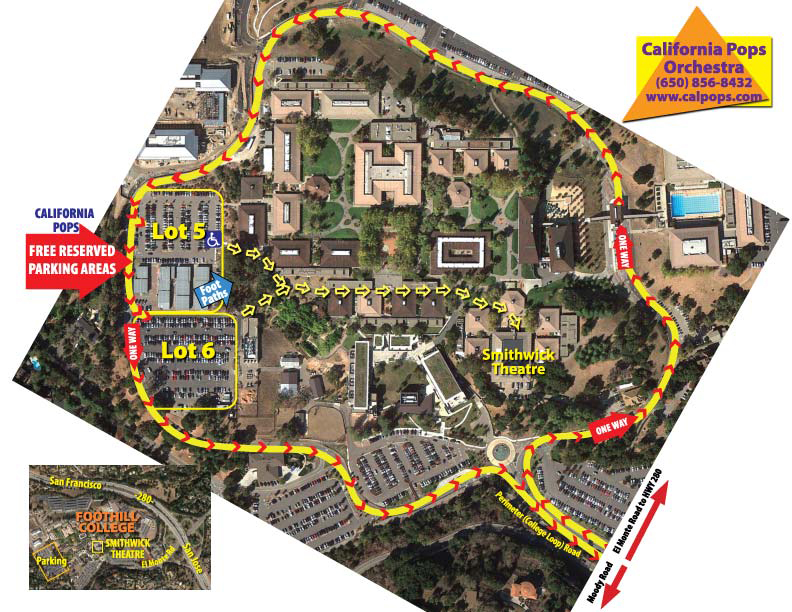 California Pops
Orchestra
(650) 856-8432
www.calpops.com
CALIFORNIA
POPS
FREE RESERVED
PARKING AREAS
Lot 5
Foot
Paths
Lot 6
ONE WAY
ONE WAY
ONE WAY
Smithwick
Theatre
Perimeter (College Loop) Road
El Monte Road to HWY 280
Moody Road
San Francisco
-280-
FOOTHILL
COLLEGE
SMITHWICK
THEATRE
Parking
El Monte Rd
San Jose